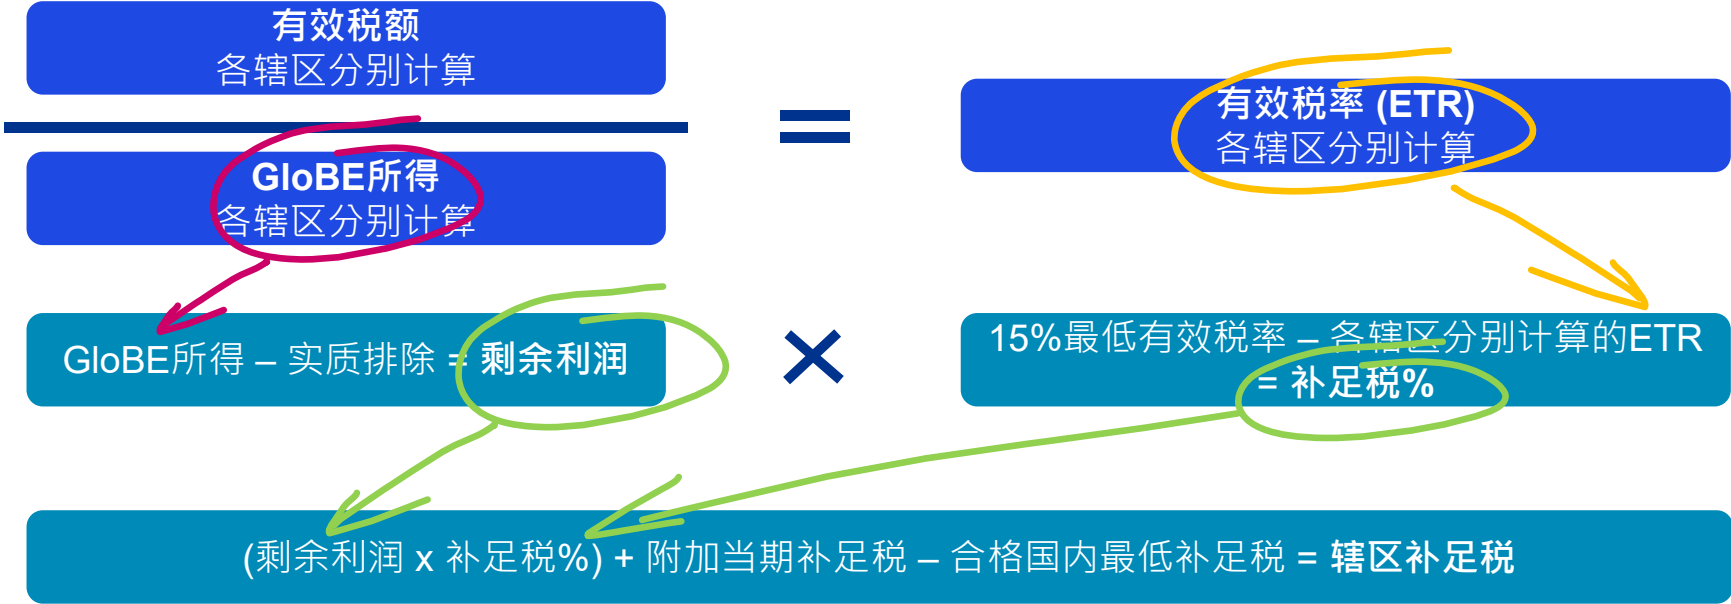 有效税额
各辖区分别计算
=
有效税率 (ETR)
各辖区分别计算
GloBE所得
各辖区分别计算
GloBE所得 – 实质排除 = 剩余利润
×
15%最低有效税率 – 各辖区分别计算的ETR
= 补足税%
(剩余利润 x 补足税%) + 附加当期补足税 – 合格国内最低补足税 = 辖区补足税